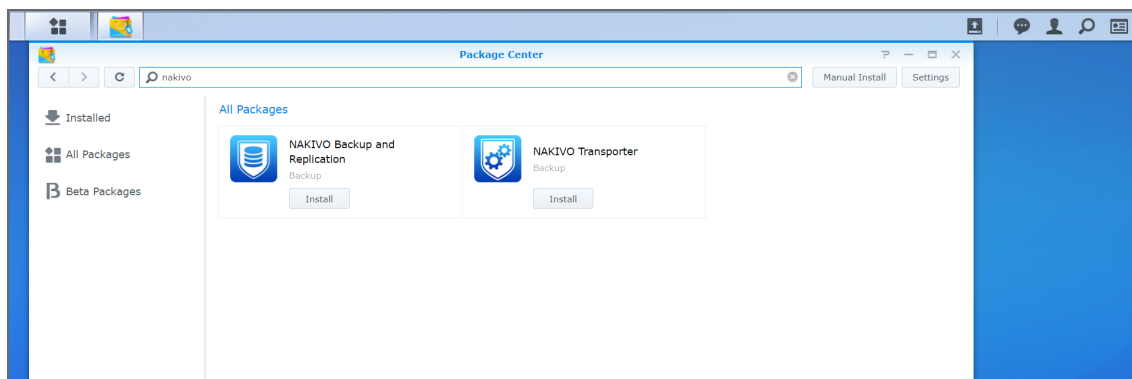 Package Center
nakivo
Manual Install
Settings
Installed
All Packages
Beta Packages
All Packages
NAKIVO Backup and
Replication
Backup
Install
NAKIVO Transporter
Backup
Install